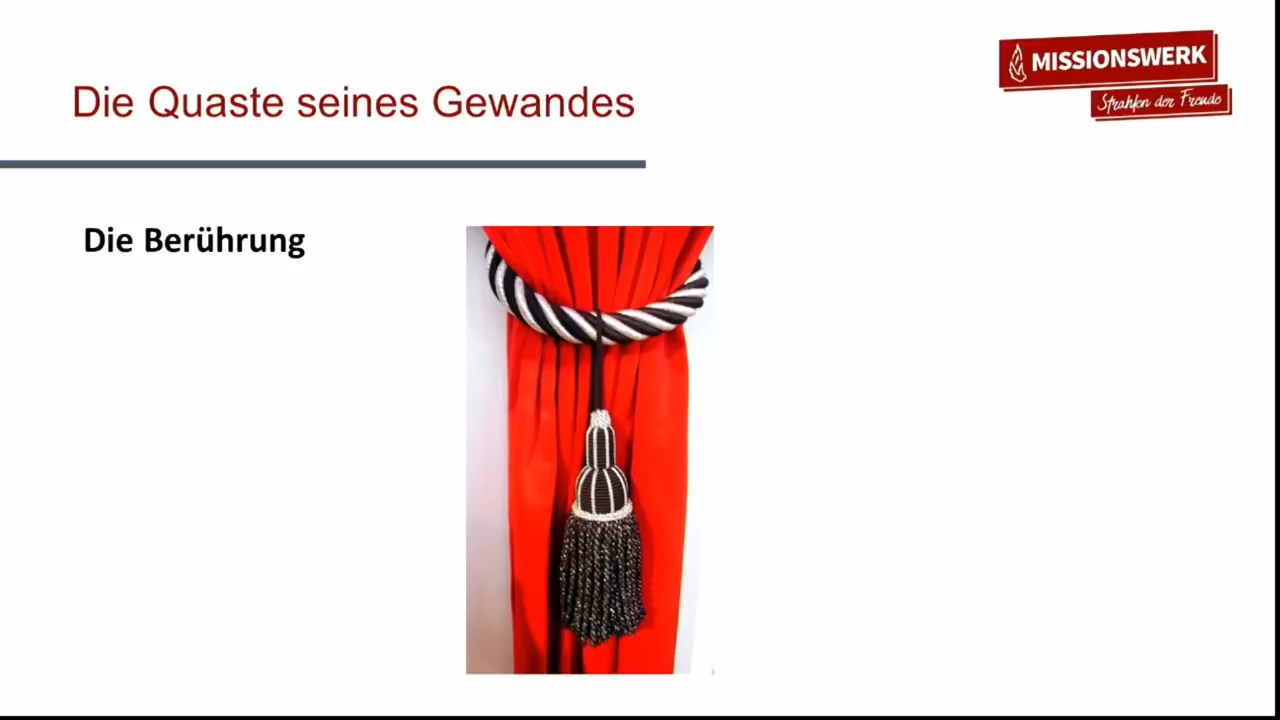 MISSIONSWERK
Strahlen der Freude
Die Quaste seines Gewandes
Die Berührung